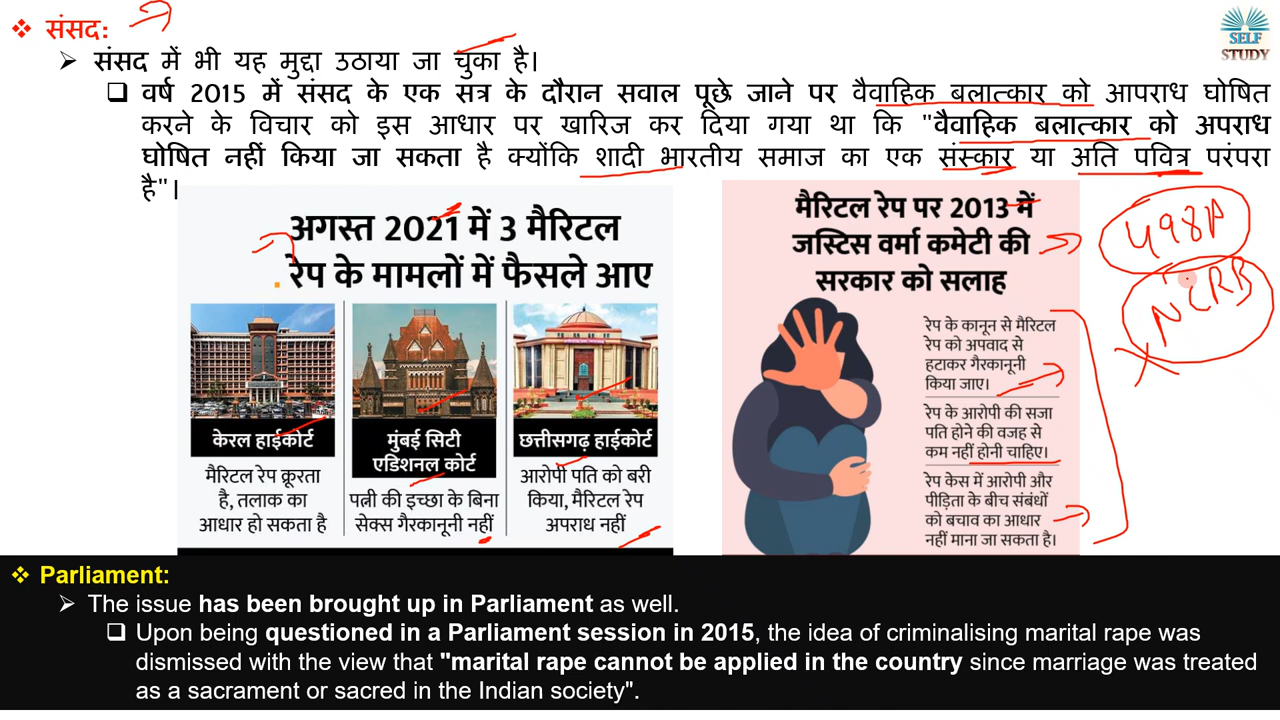 ❖ संसद:
SELF
STUDY
➢ संसद में भी यह मुद्दा उठाया जा चुका है।
❑ वर्ष 2015 में संसद के एक सत्र के दौरान सवाल पूछे जाने पर वैवाहिक बलात्कार को आपराध घोषित
करने के विचार को इस आधार पर खारिज कर दिया गया था कि "वैवाहिक बलात्कार को अपराध
घोषित नहीं किया जा सकता है क्योंकि शादी भारतीय समाज का एक संस्कार या अति पवित्र परंपरा
है"।
अगस्त 2021 में 3 मैरिटल
रेप के मामलों में फैसले आए
केरल हाईकोर्ट
मैरिटल रेप क्रूरता
है, तलाक का
आधार हो सकता है
मुंबई सिटी
एडिशनल कोर्ट
पत्नी की इच्छा के बिना
सेक्स गैरकानूनी नहीं
छत्तीसगढ़ हाईकोर्ट
आरोपी पति को बरी
किया, मैरिटल रेप
अपराध नहीं
मैरिटल रेप पर 2013 में
जस्टिस वर्मा कमेटी की
सरकार को सलाह
रेप के कानून से मैरिटल
रेप को अपवाद से
हटाकर गैरकानूनी
किया जाए।
रेप के आरोपी की सजा
पति होने की वजह से
कम नहीं होनी चाहिए।
रेप केस में आरोपी और
पीड़िता के बीच संबंधों
को बचाव का आधार
नहीं माना जा सकता है।
498A
NCRB
❖ Parliament:
➢ The issue has been brought up in Parliament as well.
❑ Upon being questioned in a Parliament session in 2015, the idea of criminalising marital rape was
dismissed with the view that "marital rape cannot be applied in the country since marriage was treated
as a sacrament or sacred in the Indian society".